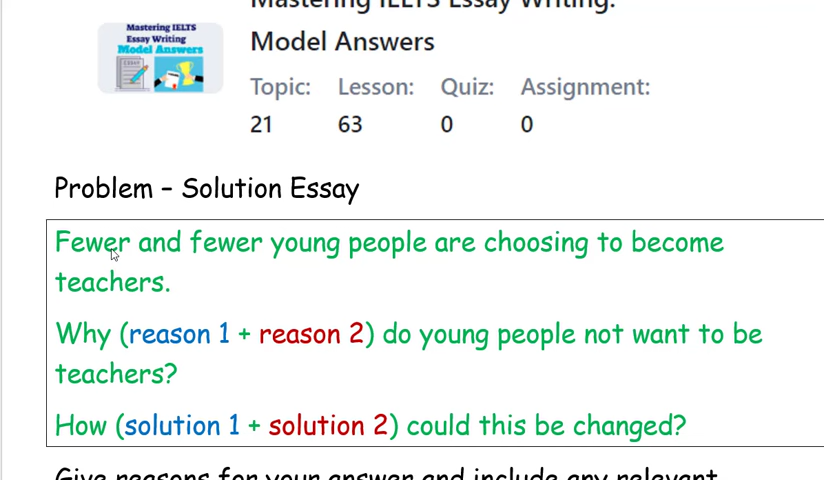 Mastering IELTS Essay Writing:
Model Answers
Mastering IELTS
Essay Writing
Model Answers
Topic: Lesson: Quiz: Assignment:
21 63 0 0
Problem – Solution Essay
Fewer and fewer young people are choosing to become
teachers.
Why (reason 1 + reason 2) do young people not want to be
teachers?
How (solution 1 + solution 2) could this be changed?
Give reasons for your answer and include any relevant